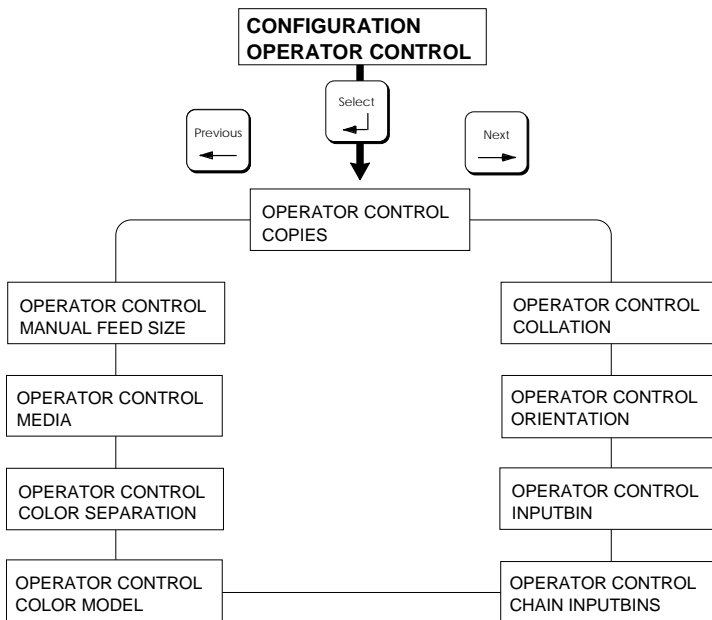 CONFIGURATION
OPERATOR CONTROL
Select
Previous
Next
OPERATOR CONTROL
COPIES
OPERATOR CONTROL
MANUAL FEED SIZE
OPERATOR CONTROL
COLLATION
OPERATOR CONTROL
MEDIA
OPERATOR CONTROL
ORIENTATION
OPERATOR CONTROL
COLOR SEPARATION
OPERATOR CONTROL
INPUTBIN
OPERATOR CONTROL
COLOR MODEL
OPERATOR CONTROL
CHAIN INPUTBINS